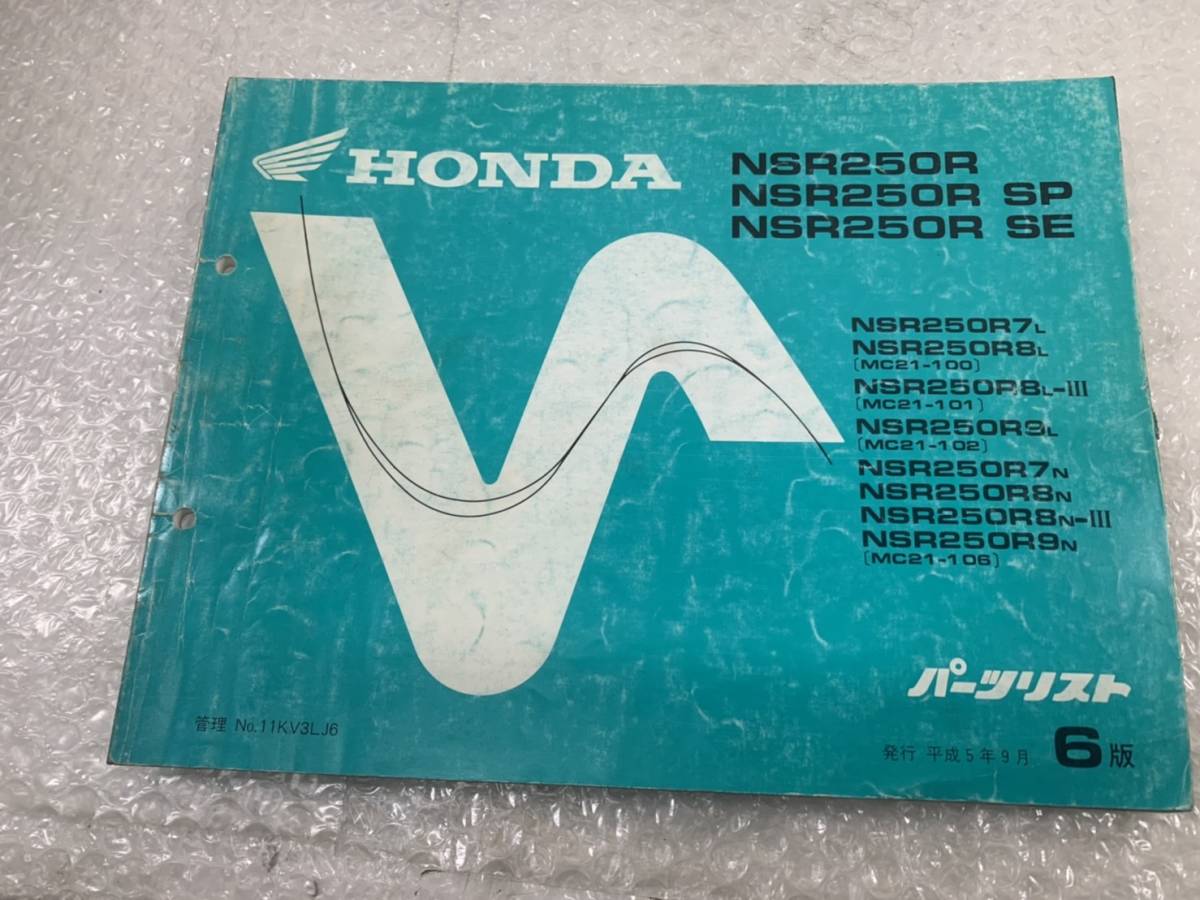 HONDA
NSR250R
NSR250R SP
NSR250R SE
NSR250R7L
NSR250R8L
〔MC21-100〕
NSR250R8L-III
〔MC21-101〕
NSR250R9L
〔MC21-102〕
NSR250R7N
NSR250R8N
NSR250R8N-III
NSR250R9N
〔MC21-106〕
パーツリスト
管理 No.11KV3LJ6
発行 平成5年9月 6版